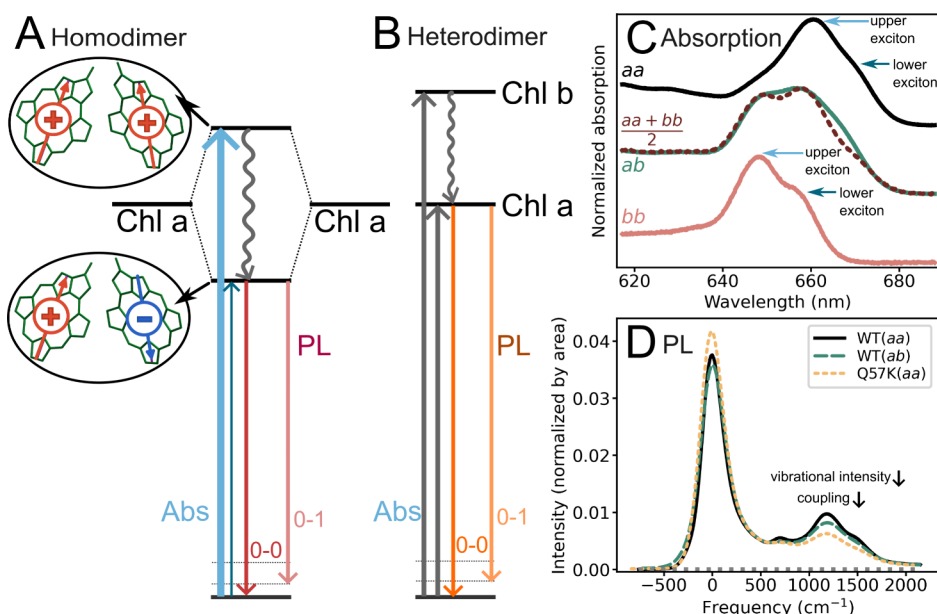 A Homodimer
+
+
Chl a
Chl a
+
−
PL
Abs
0-0
0-1
B Heterodimer
Chl b
Chl a
PL
Abs
0-0
0-1
C Absorption
Normalized absorption
aa
upper
exciton
lower
exciton
aa + bb
2
ab
upper
exciton
bb
lower
exciton
620 640 660 680
Wavelength (nm)
D PL
Intensity (normalized by area)
0.04
0.03
0.02
0.01
0.00
WT(aa)
WT(ab)
Q57K(aa)
vibrational intensity ↓
coupling ↓
−500 0 500 1000 1500 2000
Frequency (cm⁻¹)